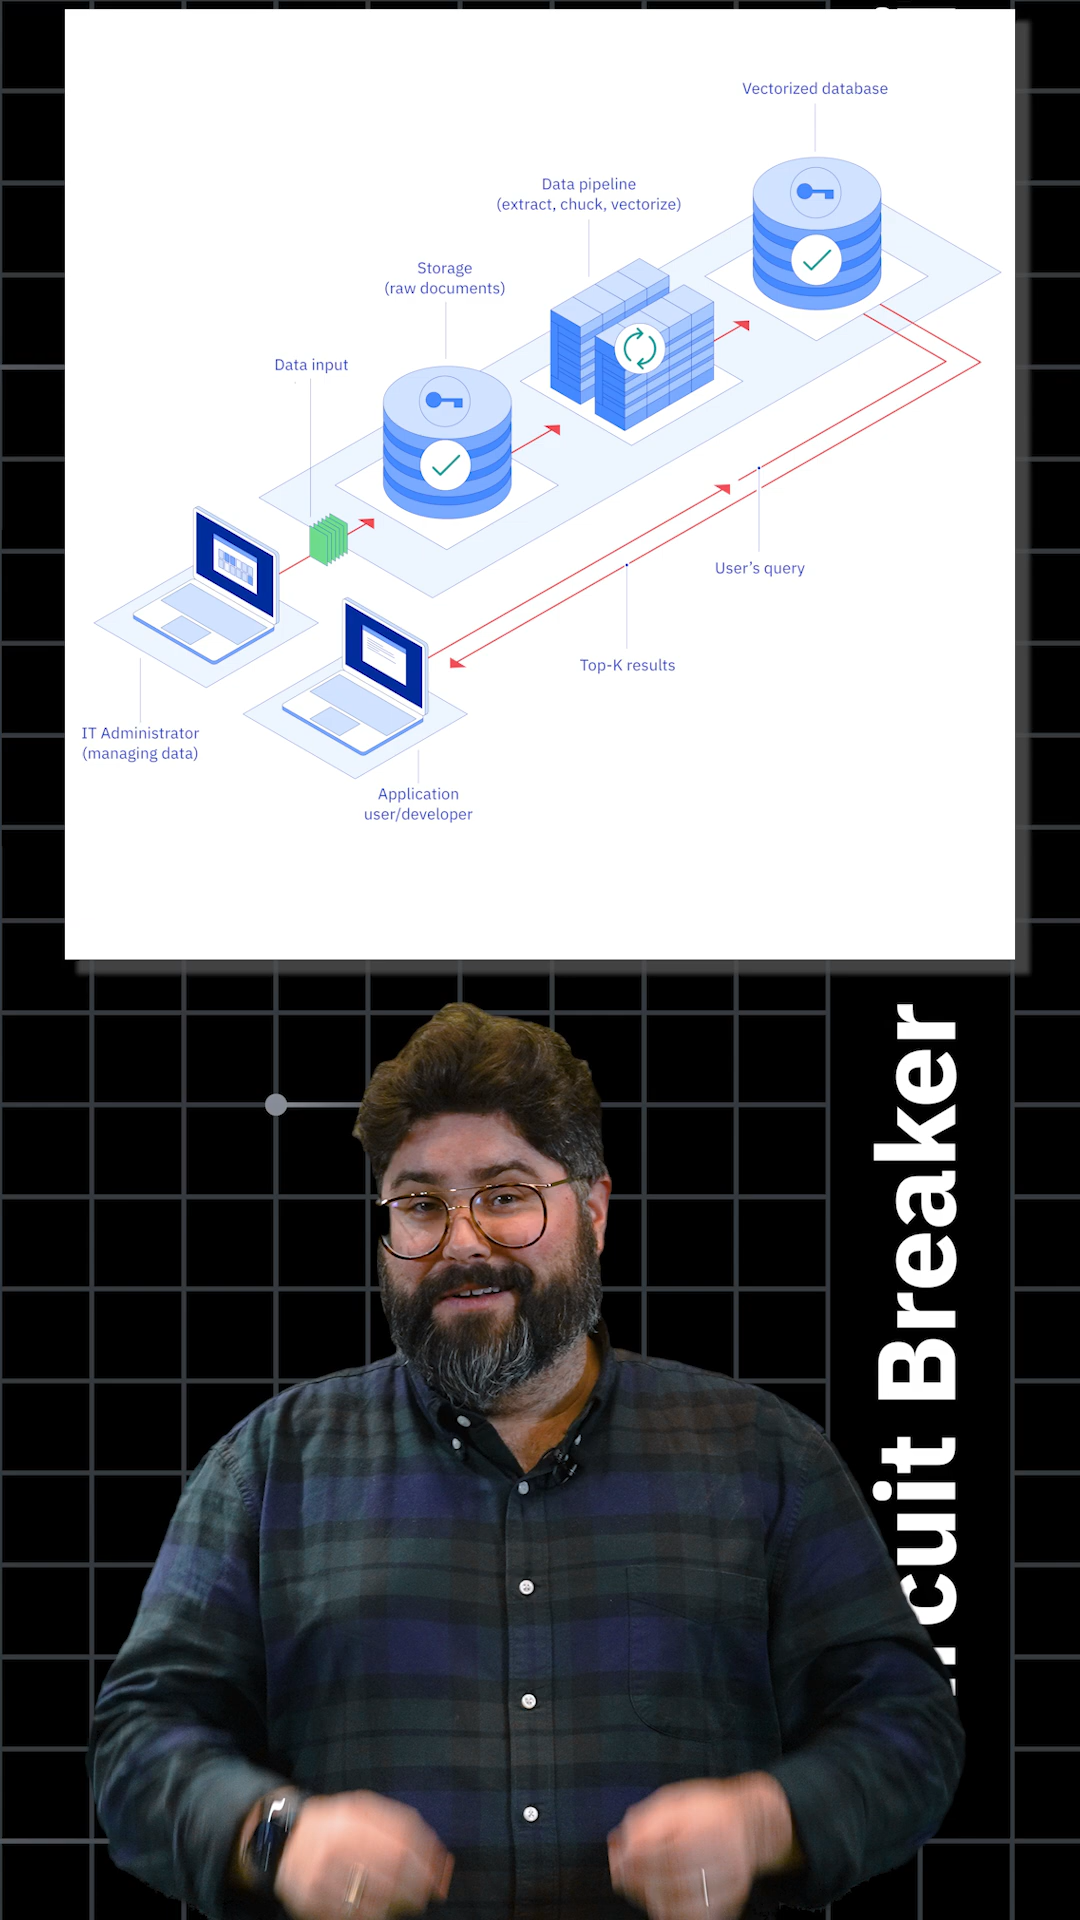 Vectorized database
Data pipeline
(extract, chuck, vectorize)
Storage
(raw documents)
Data input
User's query
Top-K results
IT Administrator
(managing data)
Application
user/developer
Breaker